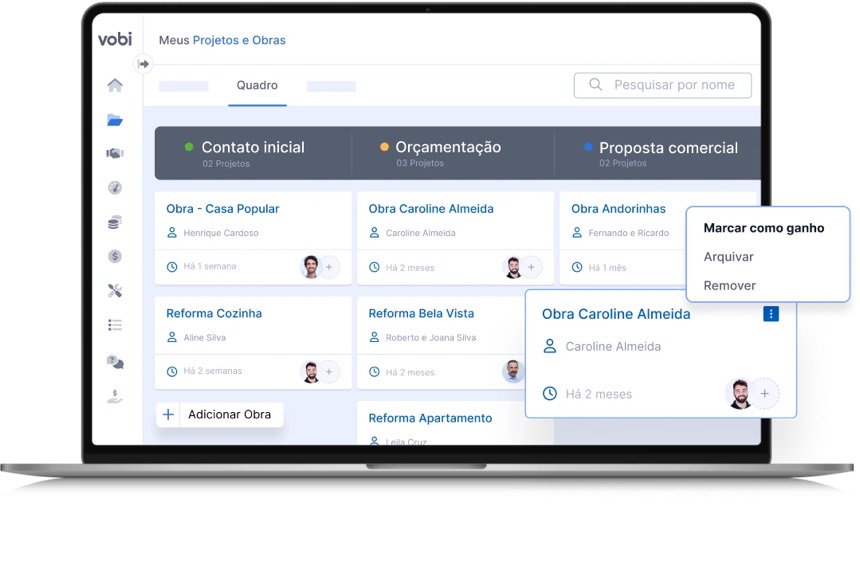 vobi
Meus Projetos e Obras
Quadro
Pesquisar por nome
Contato inicial
02 Projetos
Orçamentação
03 Projetos
Proposta comercial
02 Projetos
Obra - Casa Popular
Henrique Cardoso
Há 1 semana
+
Reforma Cozinha
Aline Silva
Há 2 semanas
+
+ Adicionar Obra
Obra Caroline Almeida
Caroline Almeida
Há 2 meses
+
Reforma Bela Vista
Roberto e Joana Silva
Há 2 meses
Reforma Apartamento
Leila Cruz
Obra Andorinhas
Fernando e Ricardo
Há 1 mês
Marcar como ganho
Arquivar
Remover
Obra Caroline Almeida
Caroline Almeida
Há 2 meses
+